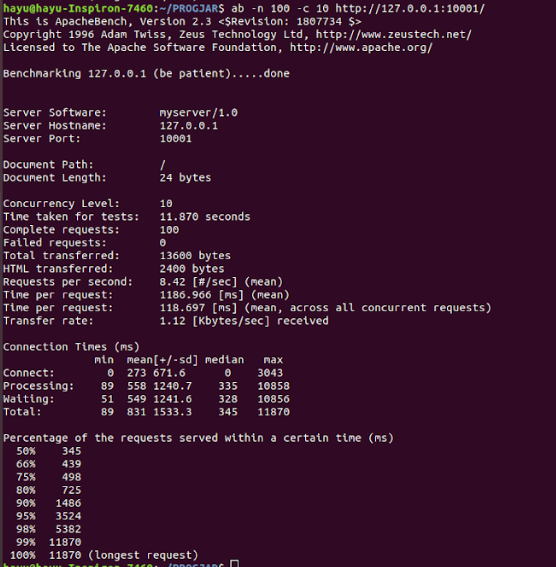 hayu@hayu-Inspiron-7460:~/PROGJAR$ ab -n 100 -c 10 http://127.0.0.1:10001/
This is ApacheBench, Version 2.3 <$Revision: 1807734 $>
Copyright 1996 Adam Twiss, Zeus Technology Ltd, http://www.zeustech.net/
Licensed to The Apache Software Foundation, http://www.apache.org/

Benchmarking 127.0.0.1 (be patient).....done


Server Software:        myserver/1.0
Server Hostname:        127.0.0.1
Server Port:            10001

Document Path:          /
Document Length:        24 bytes

Concurrency Level:      10
Time taken for tests:   11.870 seconds
Complete requests:      100
Failed requests:        0
Total transferred:      13600 bytes
HTML transferred:       2400 bytes
Requests per second:    8.42 [#/sec] (mean)
Time per request:       1186.966 [ms] (mean)
Time per request:       118.697 [ms] (mean, across all concurrent requests)
Transfer rate:          1.12 [Kbytes/sec] received

Connection Times (ms)
              min  mean[+/-sd] median   max
Connect:        0  273 671.6      0    3043
Processing:    89  558 1240.7    335   10858
Waiting:       51  549 1241.6    328   10856
Total:         89  831 1533.3    345   11870

Percentage of the requests served within a certain time (ms)
  50%    345
  66%    439
  75%    498
  80%    725
  90%   1486
  95%   3524
  98%   5382
  99%  11870
 100%  11870 (longest request)
hayu@hayu-Inspiron-7460:~/PROGJAR$